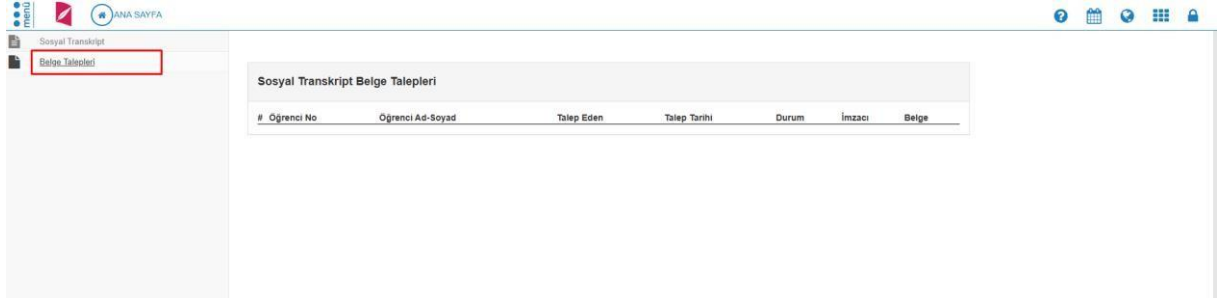 menü
ANA SAYFA
Sosyal Transkript
Belge Talepleri
Sosyal Transkript Belge Talepleri
# Öğrenci No Öğrenci Ad-Soyad Talep Eden Talep Tarihi Durum İmzacı Belge